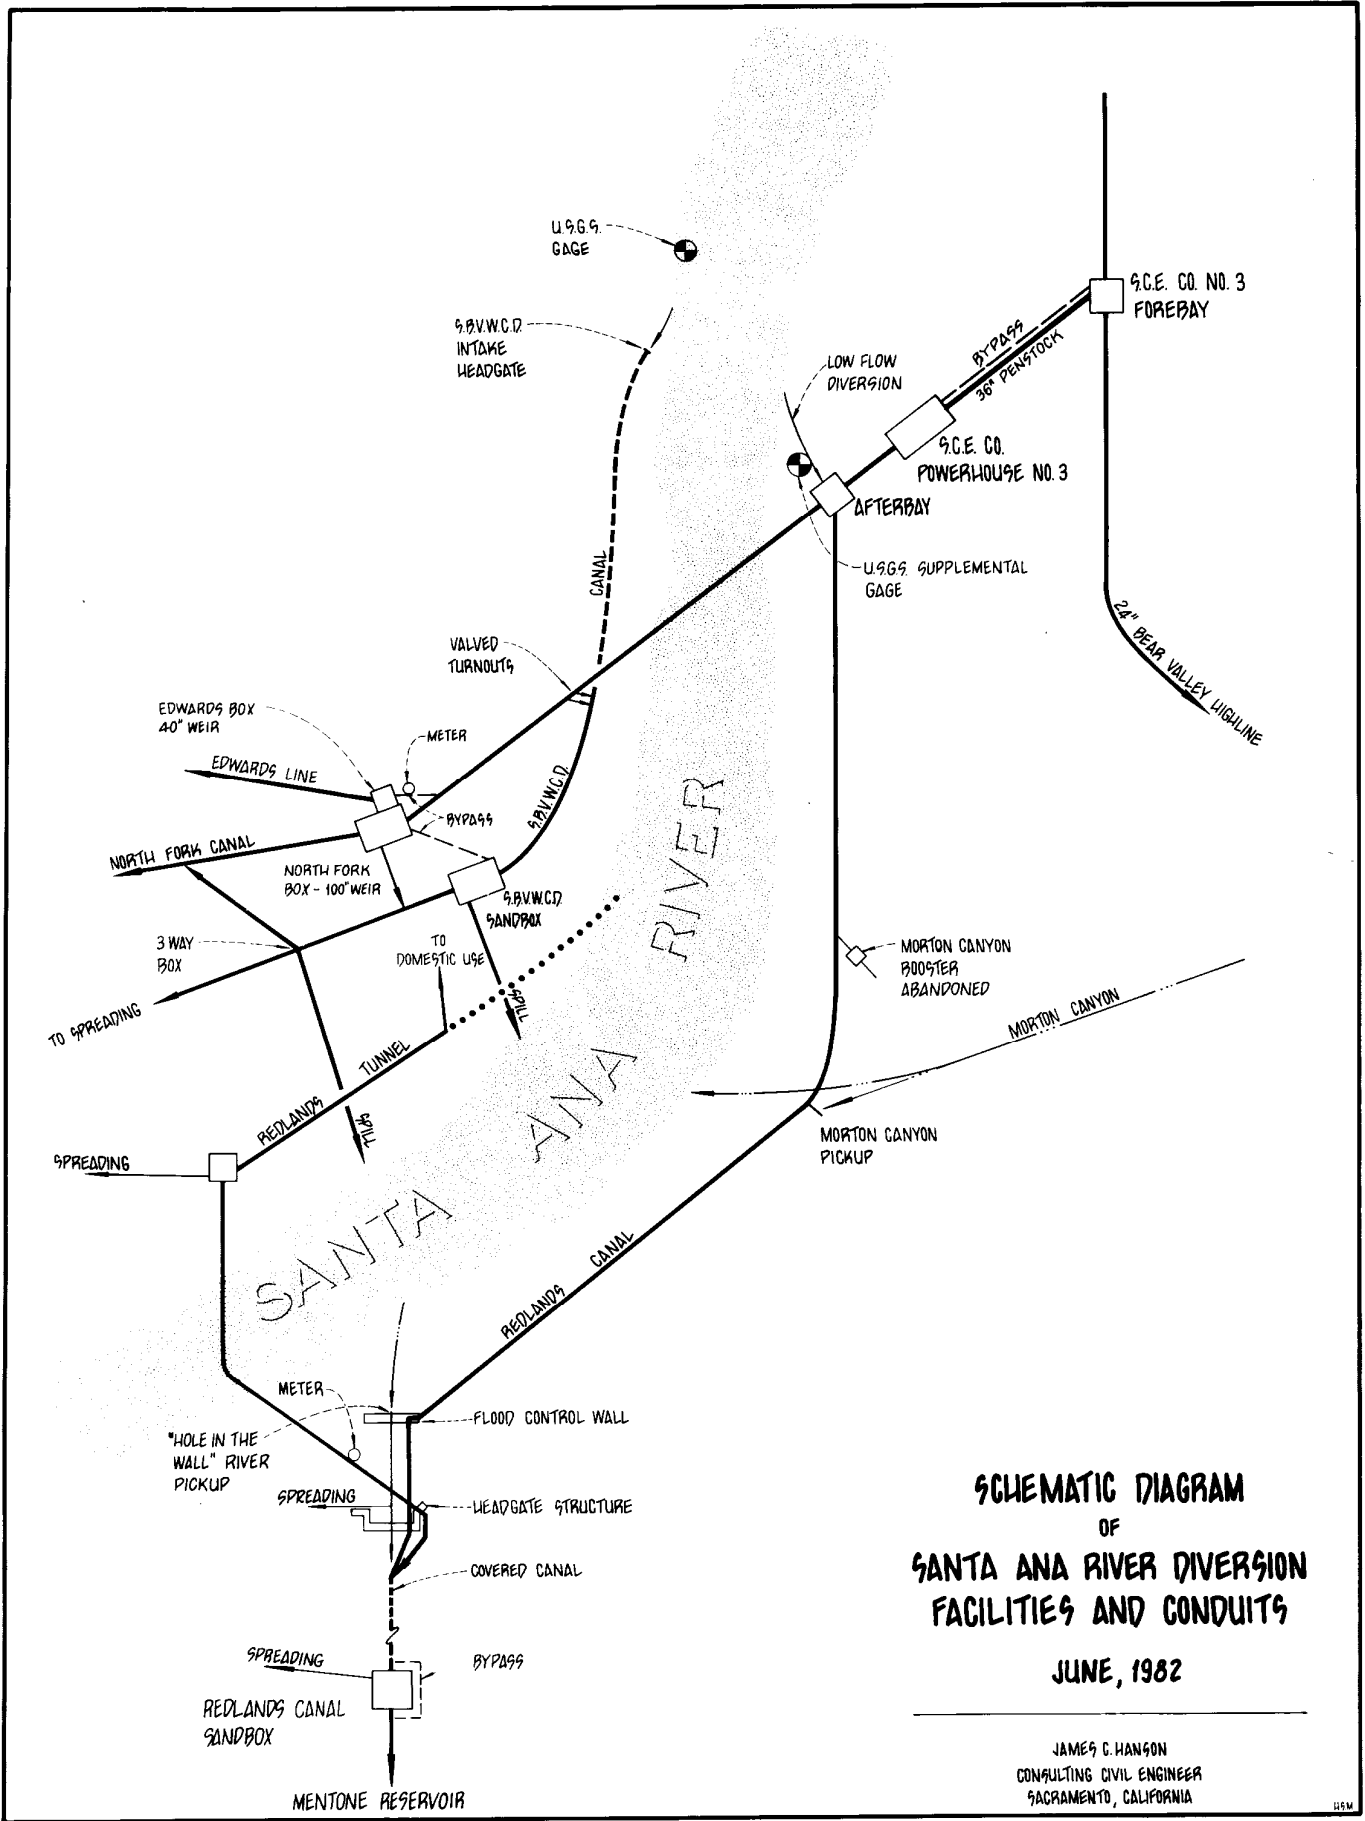 U.S.G.S.
GAGE
S.C.E. CO. NO. 3
FOREBAY
S.B.V.W.C.D.
INTAKE
HEADGATE
BYPASS
36" PENSTOCK
LOW FLOW
DIVERSION
S.C.E. CO.
POWERHOUSE NO. 3
AFTERBAY
U.S.G.S. SUPPLEMENTAL
GAGE
CANAL
24" BEAR VALLEY HIGHLINE
VALVED
TURNOUTS
EDWARDS BOX
40" WEIR
METER
EDWARDS LINE
S.B.V.W.C.D.
BYPASS
NORTH FORK CANAL
NORTH FORK
BOX - 100" WEIR
S.B.V.W.C.D.
SANDBOX
3 WAY
BOX
TO
DOMESTIC USE
MORTON CANYON
BOOSTER
ABANDONED
TO SPREADING
SPILL
MORTON CANYON
REDLANDS TUNNEL
SPILL
MORTON CANYON
PICKUP
SPREADING
SANTA ANA RIVER
REDLANDS CANAL
METER
FLOOD CONTROL WALL
"HOLE IN THE
WALL" RIVER
PICKUP
SPREADING
HEADGATE STRUCTURE
COVERED CANAL
SPREADING
BYPASS
REDLANDS CANAL
SANDBOX
MENTONE RESERVOIR
SCHEMATIC DIAGRAM
OF
SANTA ANA RIVER DIVERSION
FACILITIES AND CONDUITS
JUNE, 1982
JAMES C. HANSON
CONSULTING CIVIL ENGINEER
SACRAMENTO, CALIFORNIA
HSM